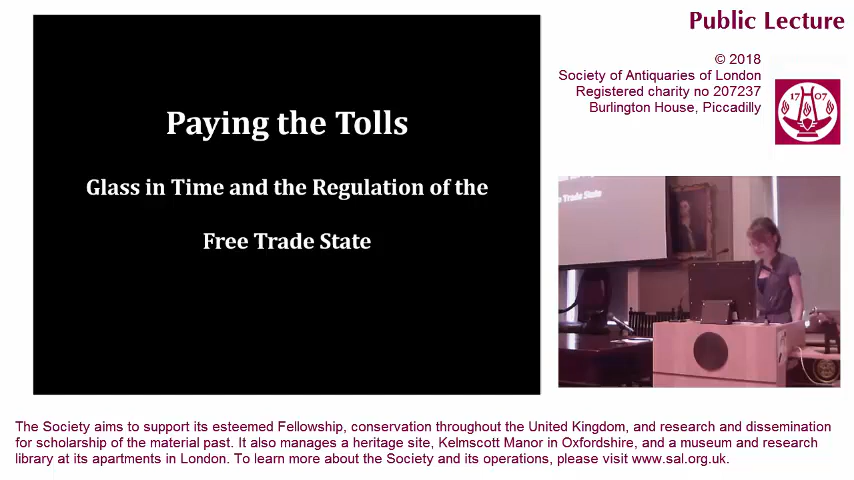 Public Lecture
© 2018
Society of Antiquaries of London
Registered charity no 207237
Burlington House, Piccadilly
17 07
Paying the Tolls
Glass in Time and the Regulation of the
Free Trade State
e Trade State
The Society aims to support its esteemed Fellowship, conservation throughout the United Kingdom, and research and dissemination
for scholarship of the material past. It also manages a heritage site, Kelmscott Manor in Oxfordshire, and a museum and research
library at its apartments in London. To learn more about the Society and its operations, please visit www.sal.org.uk.